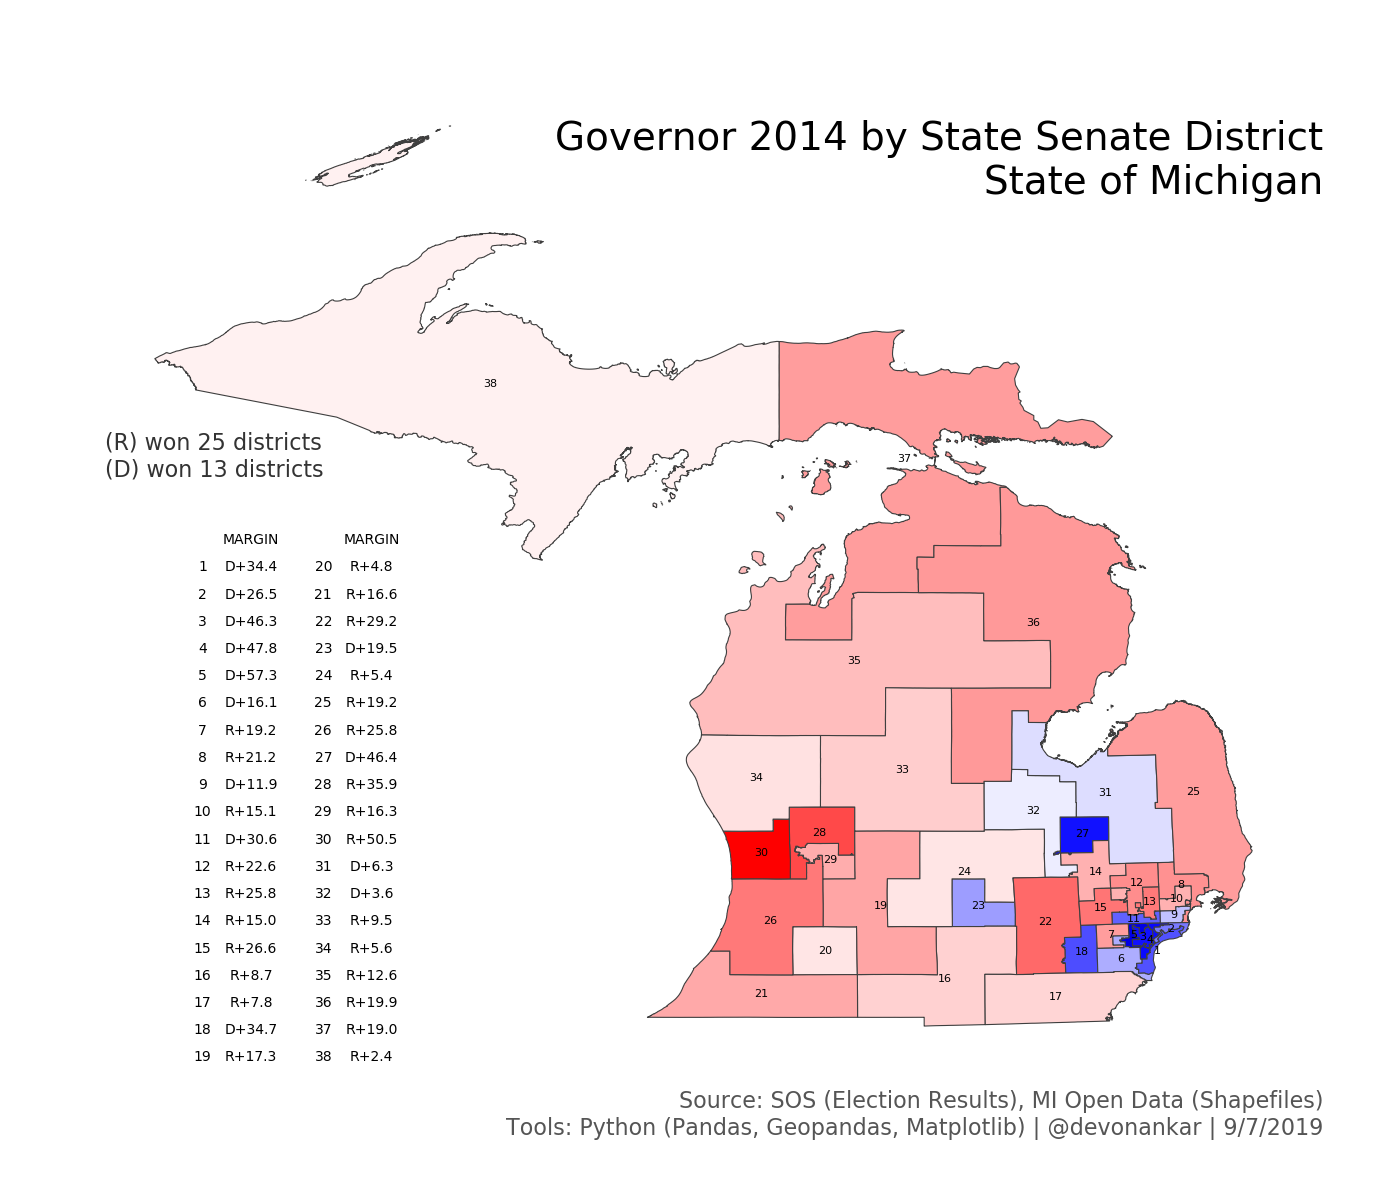 Governor 2014 by State Senate District
State of Michigan
(R) won 25 districts
(D) won 13 districts
MARGIN MARGIN
1 D+34.4 20 R+4.8
2 D+26.5 21 R+16.6
3 D+46.3 22 R+29.2
4 D+47.8 23 D+19.5
5 D+57.3 24 R+5.4
6 D+16.1 25 R+19.2
7 R+19.2 26 R+25.8
8 R+21.2 27 D+46.4
9 D+11.9 28 R+35.9
10 R+15.1 29 R+16.3
11 D+30.6 30 R+50.5
12 R+22.6 31 D+6.3
13 R+25.8 32 D+3.6
14 R+15.0 33 R+9.5
15 R+26.6 34 R+5.6
16 R+8.7 35 R+12.6
17 R+7.8 36 R+19.9
18 D+34.7 37 R+19.0
19 R+17.3 38 R+2.4
38
37
36
35
33
34
31
25
32
28
27
30
29
24
14
12
8
10
26
19
23
15
13
9
22
11
2
7
5
3
4
20
18
1
6
16
21
17
Source: SOS (Election Results), MI Open Data (Shapefiles)
Tools: Python (Pandas, Geopandas, Matplotlib) | @devonankar | 9/7/2019